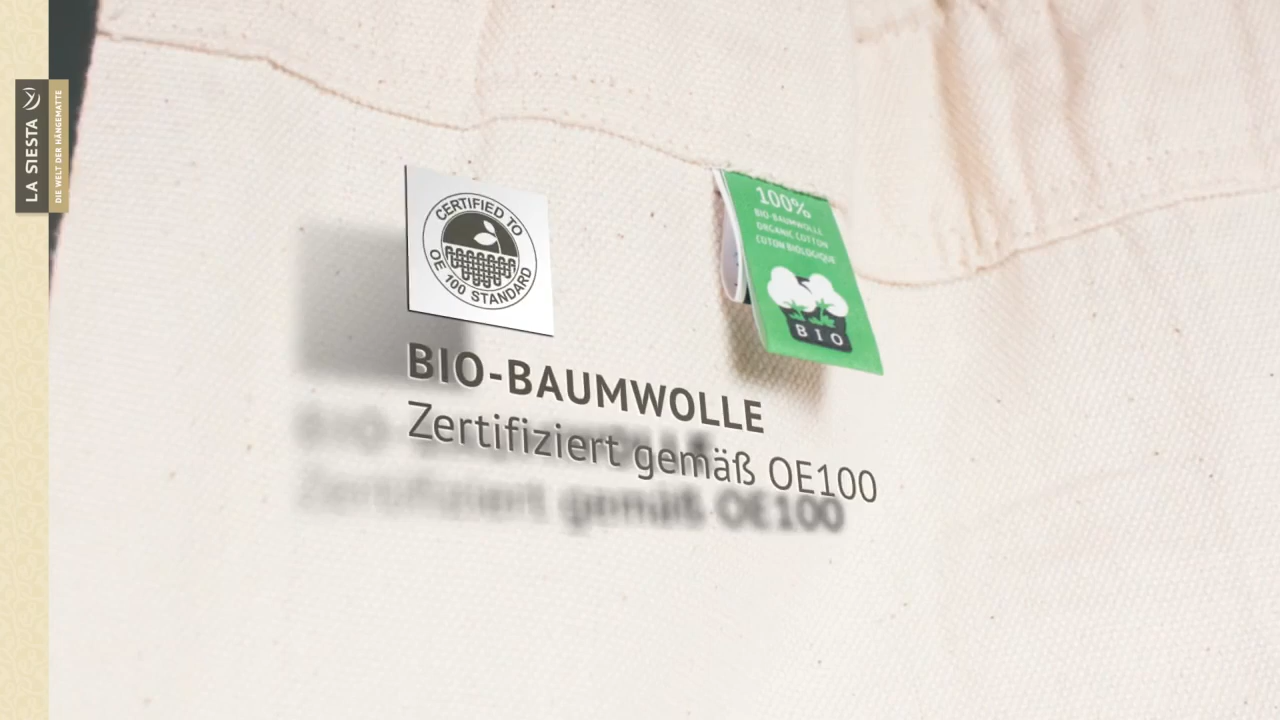 LA SIESTA
DIE WELT DER HÄNGEMATTE
CERTIFIED TO
OE 100 STANDARD
100%
BIO-BAUMWOLLE
ORGANIC COTTON
COTON BIOLOGIQUE
BIO
BIO-BAUMWOLLE
Zertifiziert gemäß OE100